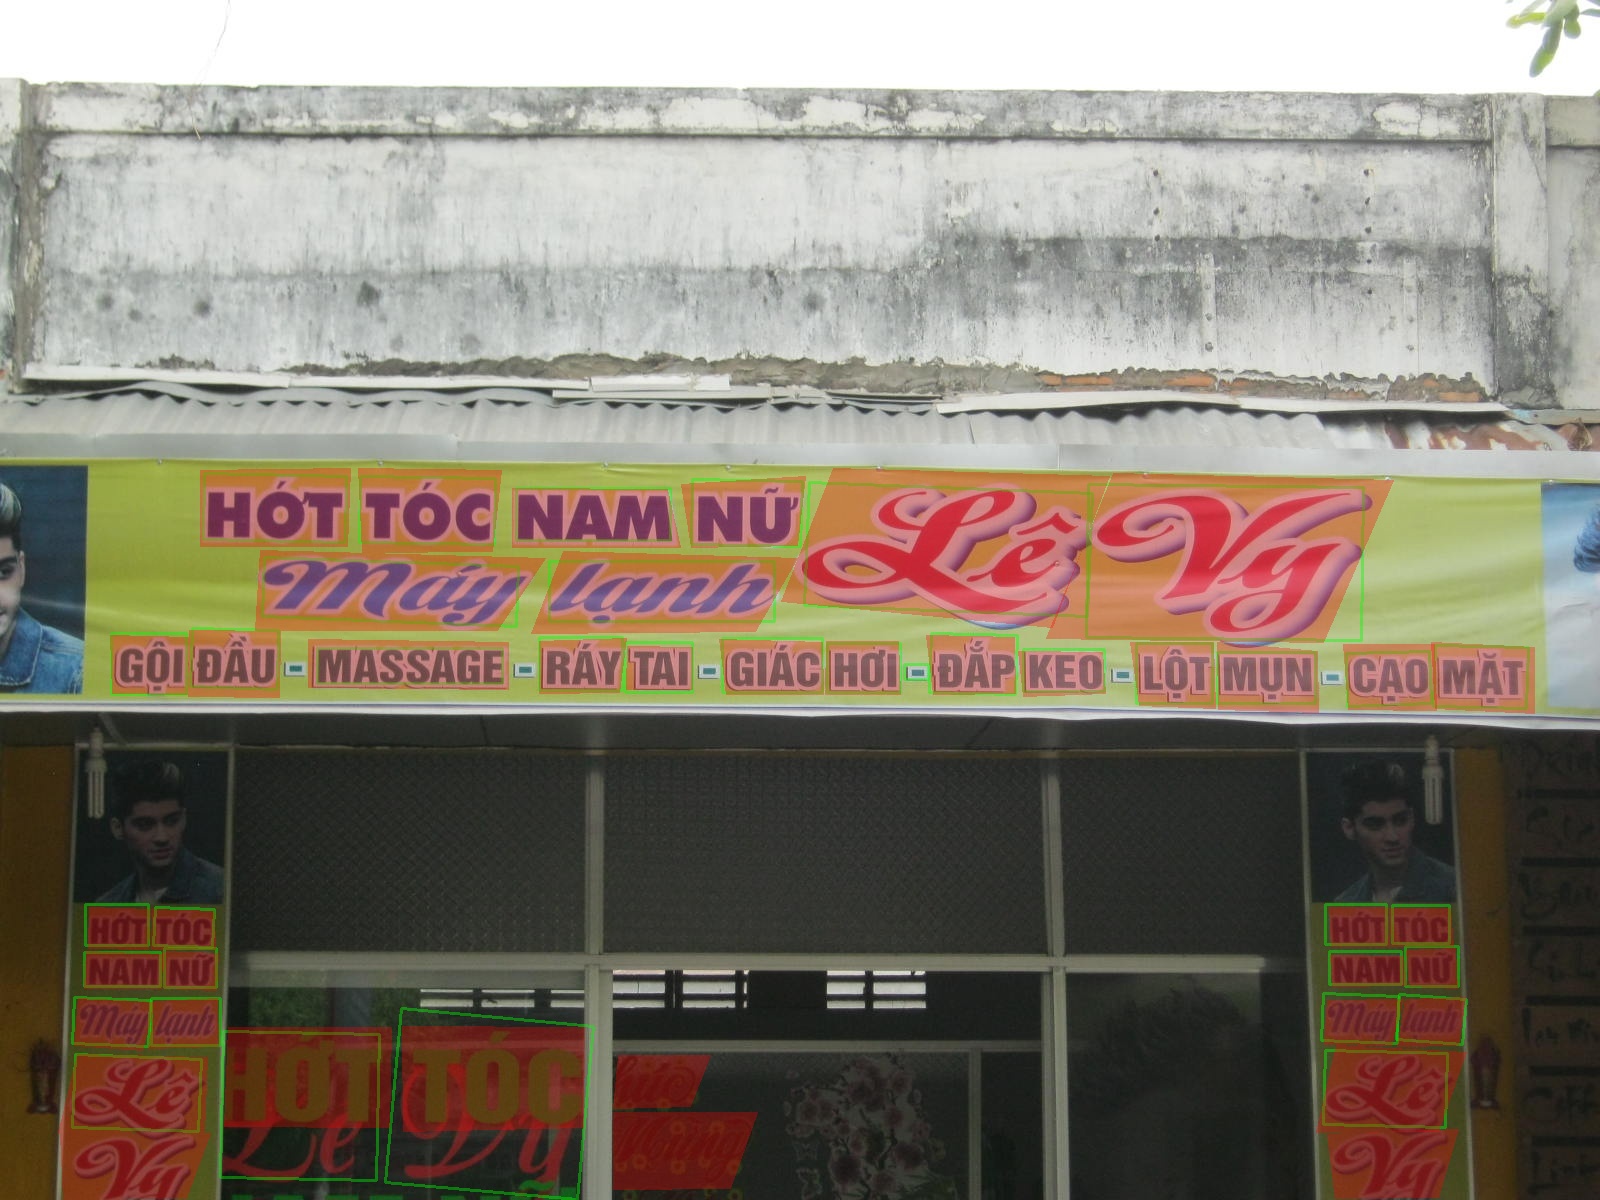 HỚT TÓC NAM NỮ Lê Vy
Máy lạnh
GỘI ĐẦU - MASSAGE - RÁY TAI - GIÁC HƠI - ĐẮP KEO - LỘT MỤN - CẠO MẶT
HỚT TÓC
NAM NỮ
Máy lạnh
Lê
Vy
HỚT TÓC
Lê Vy
HỚT TÓC
NAM NỮ
Máy lạnh
Lê
Vy